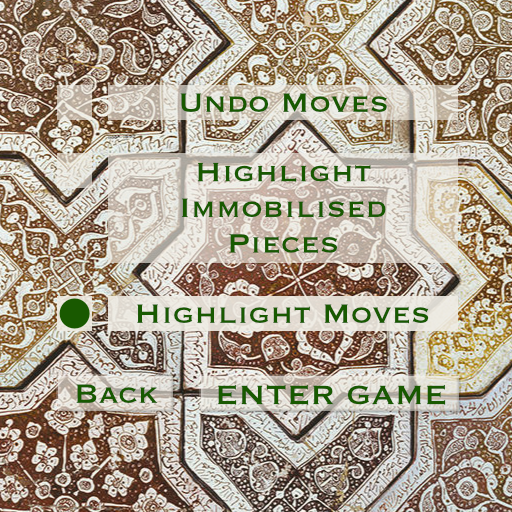 Undo Moves
Highlight
Immobilised
Pieces
Highlight Moves
Back ENTER GAME